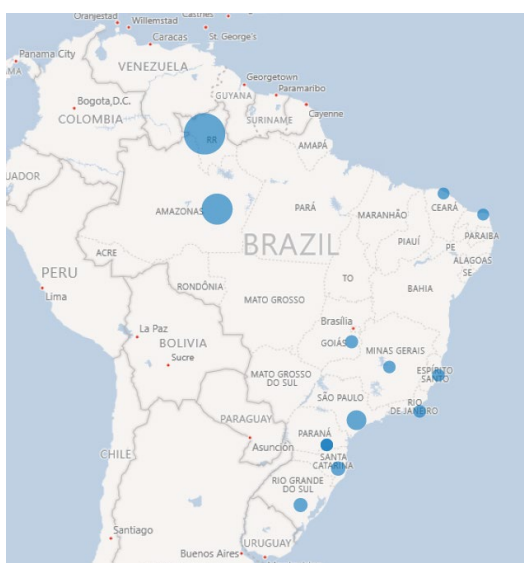 Oranjestad
Castries
Willemstad
Caracas
St. George's
Panama City
VENEZUELA
Georgetown
Paramaribo
Bogota, D.C.
GUYANA
SURINAME
Cayenne
COLOMBIA
RR
AMAPÁ
AMAZONAS
PARÁ
MARANHÃO
CEARÁ
PARAIBA
PIAUÍ
PE
BRAZIL
ALAGOAS
SE
ACRE
PERU
Lima
RONDÔNIA
TO
BAHIA
MATO GROSSO
La Paz
Brasília
BOLIVIA
GOIÁS
MINAS GERAIS
Sucre
MATO GROSSO
DO SUL
ESPÍRITO
SANTO
SÃO PAULO
RIO
DE JANEIRO
PARAGUAY
PARANÁ
Asunción
CHILE
SANTA
CATARINA
RIO GRANDE
DO SUL
Santiago
URUGUAY
Buenos Aires